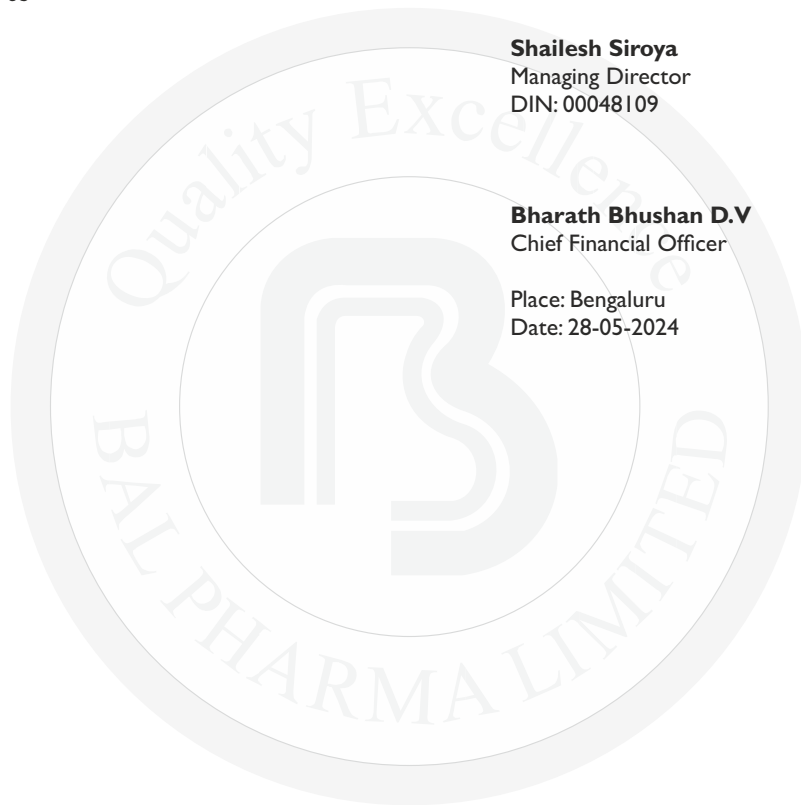 Shailesh Siroya
Managing Director
DIN: 00048109
Bharath Bhushan D.V
Chief Financial Officer
Place: Bengaluru
Date: 28-05-2024
Quality Excellence
BAL PHARMA LIMITED